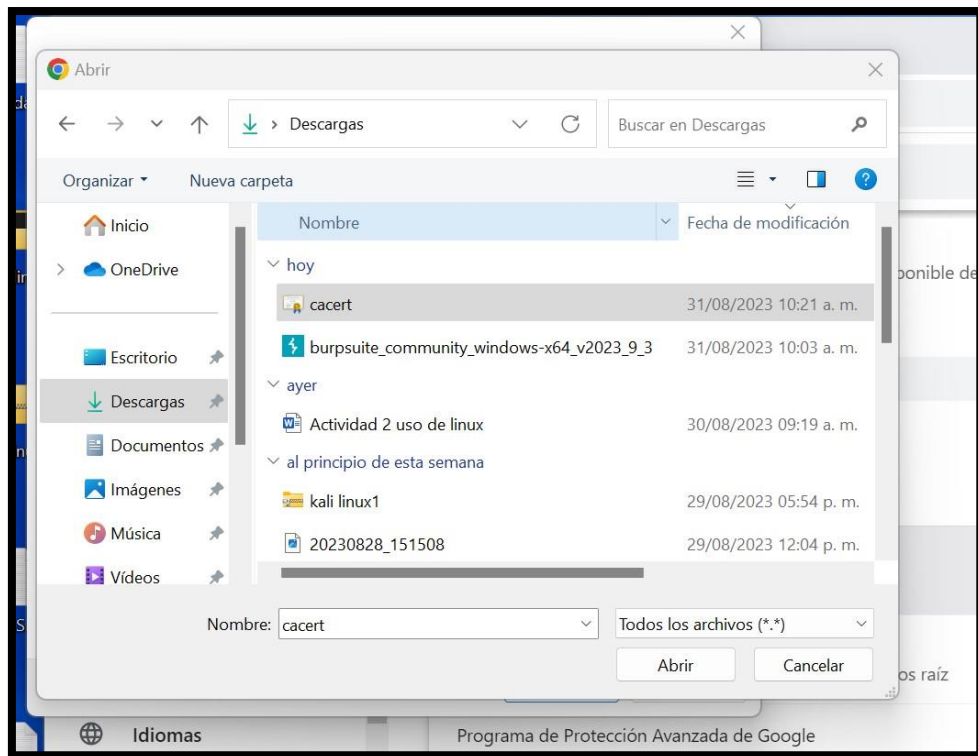 Abrir
Descargas
Buscar en Descargas
Organizar
Nueva carpeta
Inicio
OneDrive
Escritorio
Descargas
Documentos
Imágenes
Música
Vídeos
Nombre
Fecha de modificación
hoy
cacert
31/08/2023 10:21 a. m.
burpsuite_community_windows-x64_v2023_9_3
31/08/2023 10:03 a. m.
ayer
Actividad 2 uso de linux
30/08/2023 09:19 a. m.
al principio de esta semana
kali linux1
29/08/2023 05:54 p. m.
20230828_151508
29/08/2023 12:04 p. m.
Nombre:
cacert
Todos los archivos (*.*)
Abrir
Cancelar
ponible de
os raíz
Idiomas
Programa de Protección Avanzada de Google